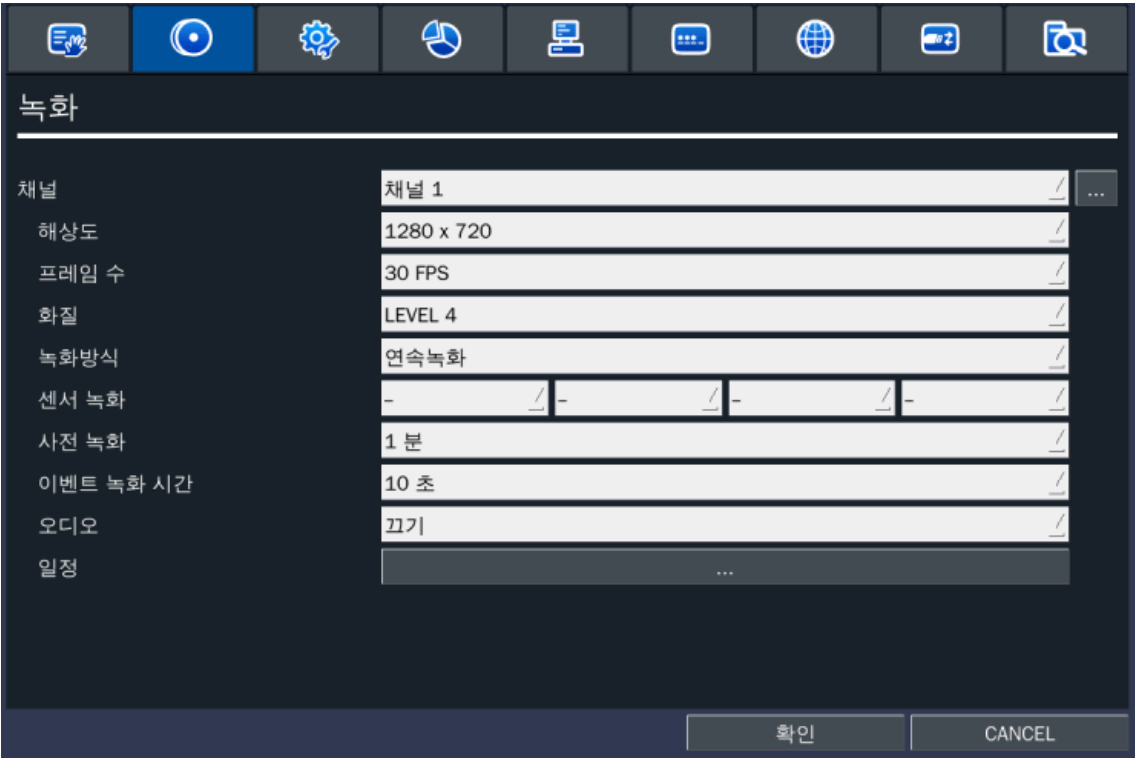 녹화
채널 채널 1 ...
해상도 1280 x 720
프레임 수 30 FPS
화질 LEVEL 4
녹화방식 연속녹화
센서 녹화 – – – –
사전 녹화 1 분
이벤트 녹화 시간 10 초
오디오 끄기
일정 ...
확인 CANCEL